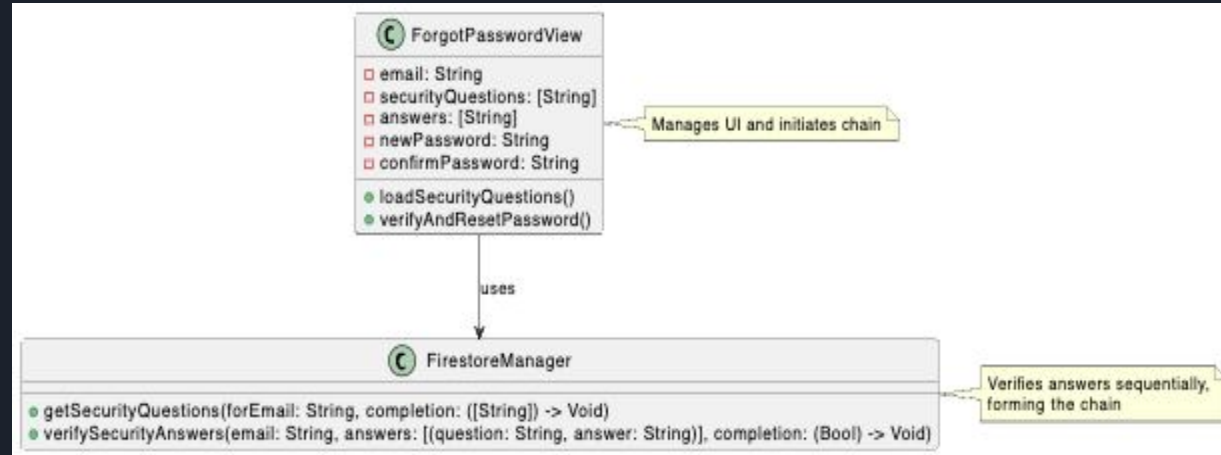 C ForgotPasswordView
email: String
securityQuestions: [String]
answers: [String]
newPassword: String
confirmPassword: String
loadSecurityQuestions()
verifyAndResetPassword()
Manages UI and initiates chain
uses
C FirestoreManager
getSecurityQuestions(forEmail: String, completion: ([String]) -> Void)
verifySecurityAnswers(email: String, answers: [(question: String, answer: String)], completion: (Bool) -> Void)
Verifies answers sequentially,
forming the chain